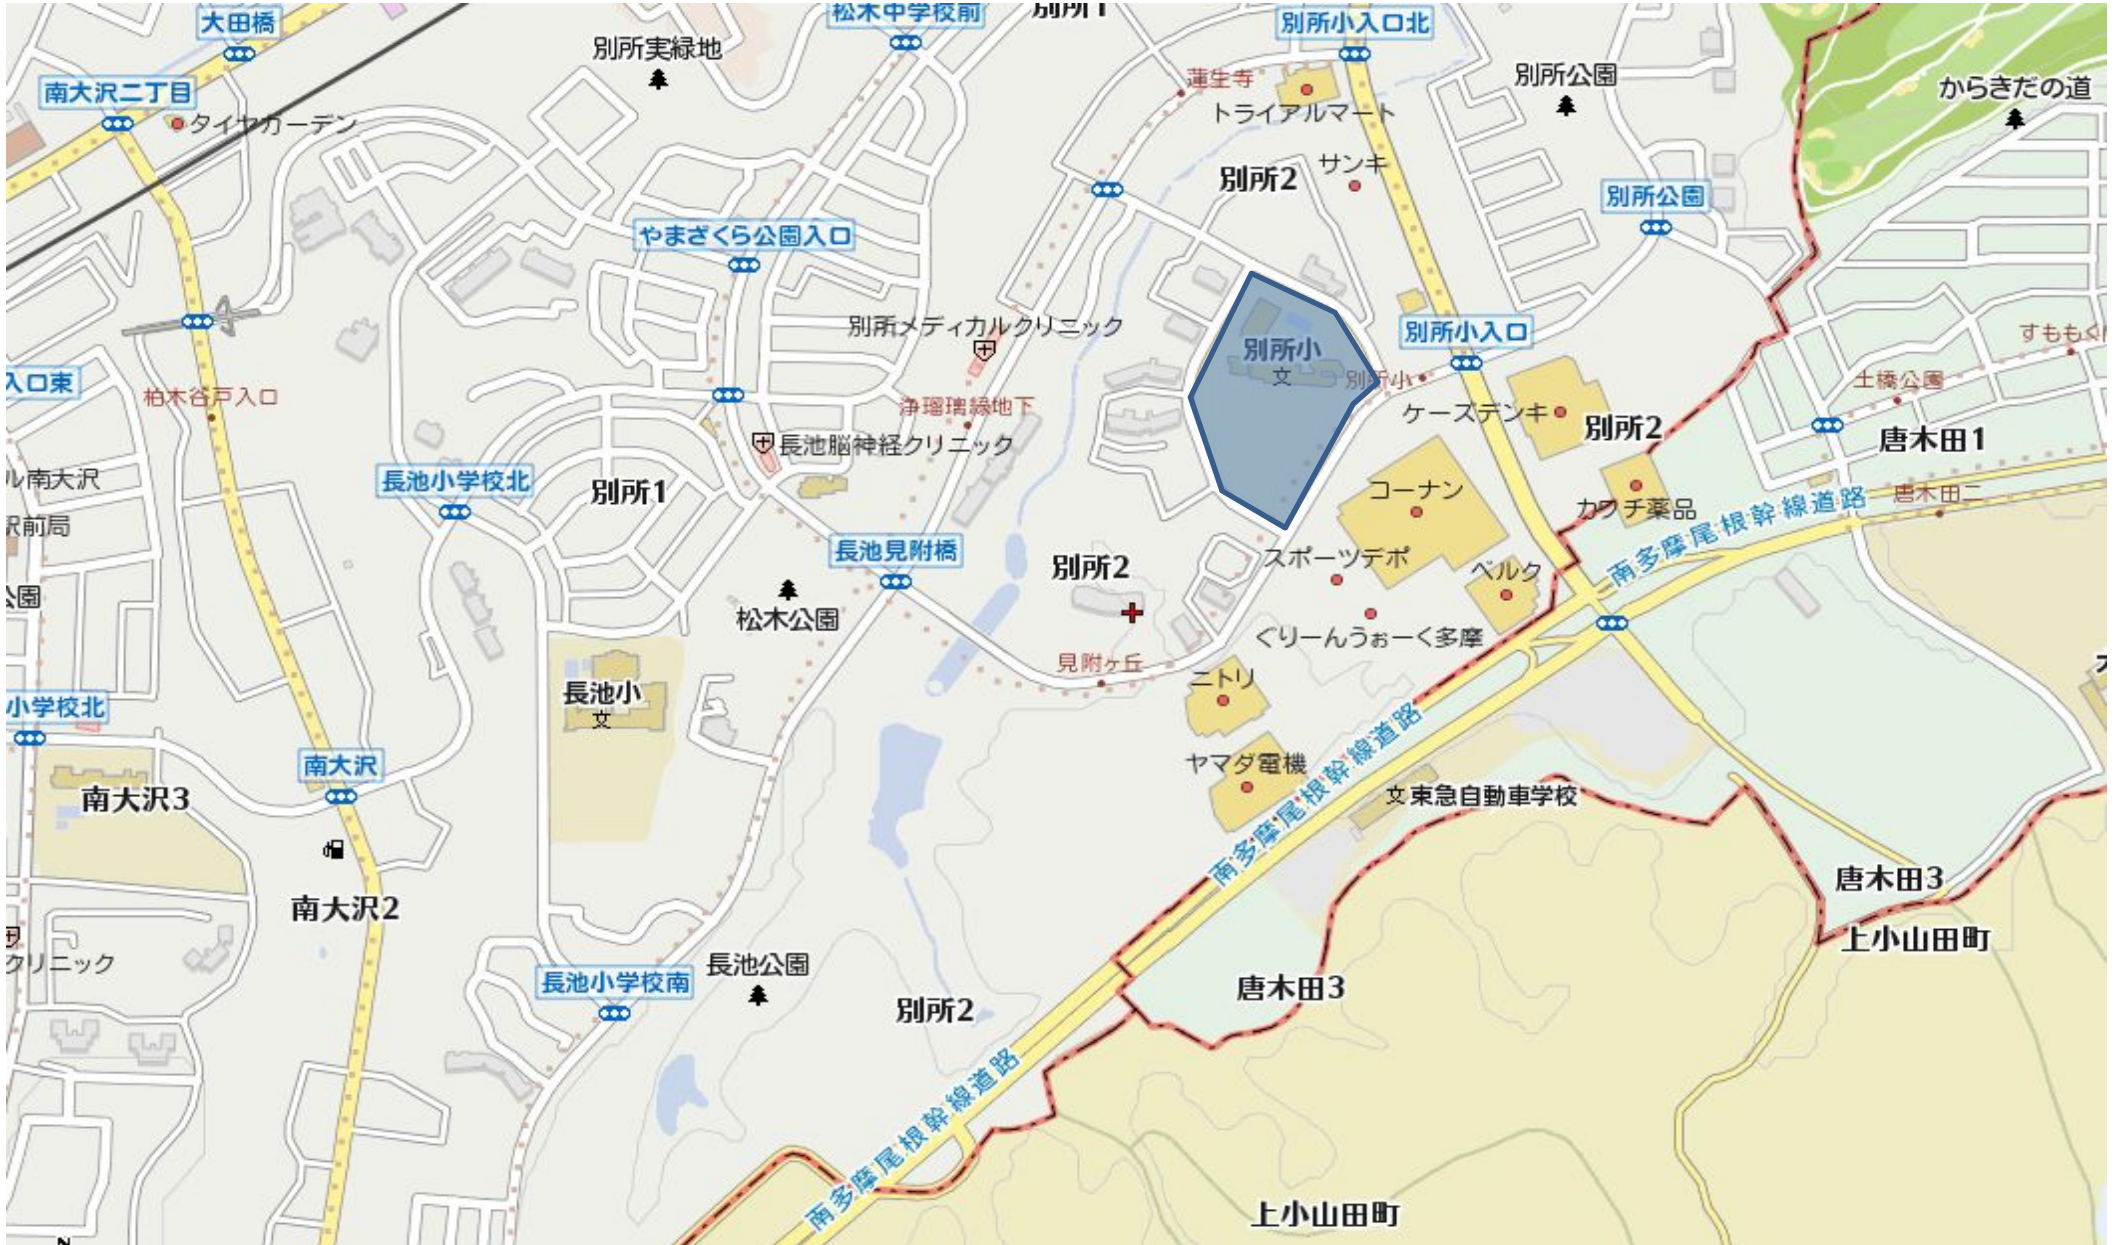 大田橋
松木中学校前
別所1
別所小入口北
別所実緑地
南大沢二丁目
タイヤガーデン
蓮生寺
トライアルマート
別所公園
からきだの道
サンキ
別所2
別所公園
やまざくら公園入口
別所メディカルクリニック
別所小入口
別所小
文
別所小
すももく
入口東
柏木谷戸入口
浄瑠璃緑地下
土橋公園
ケーズデンキ
別所2
唐木田1
長池脳神経クリニック
ル南大沢
長池小学校北
別所1
コーナン
カワチ薬品
唐木田二
駅前局
長池見附橋
南多摩尾根幹線道路
スポーツデポ
ベルク
別所2
公園
松木公園
ぐりーんうぉーく多摩
見附ヶ丘
ニトリ
長池小
文
小学校北
南大沢
ヤマダ電機
南多摩尾根幹線道路
文東急自動車学校
南大沢3
唐木田3
南大沢2
上小山田町
クリニック
長池公園
長池小学校南
別所2
唐木田3
南多摩尾根幹線道路
上小山田町